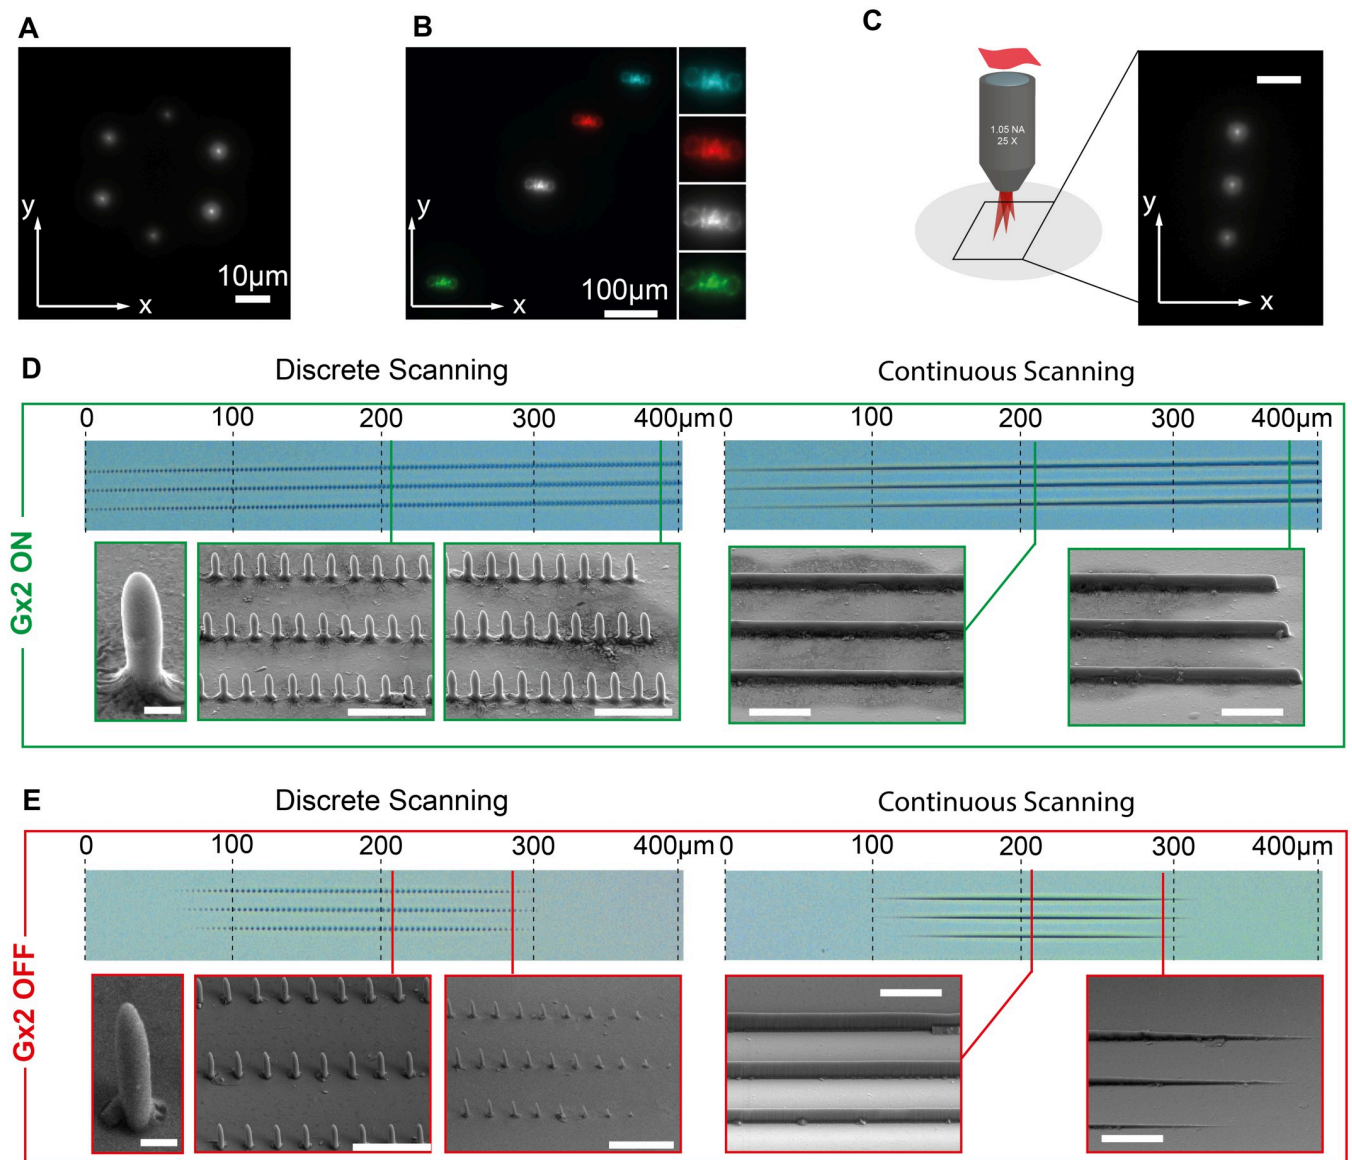 A
y
x
10µm
B
y
x
100µm
C
1.05 NA
25 X
y
x
D
Discrete Scanning
Continuous Scanning
0 100 200 300 400µm 0 100 200 300 400µm
Gx2 ON
E
Discrete Scanning
Continuous Scanning
0 100 200 300 400µm 0 100 200 300 400µm
Gx2 OFF